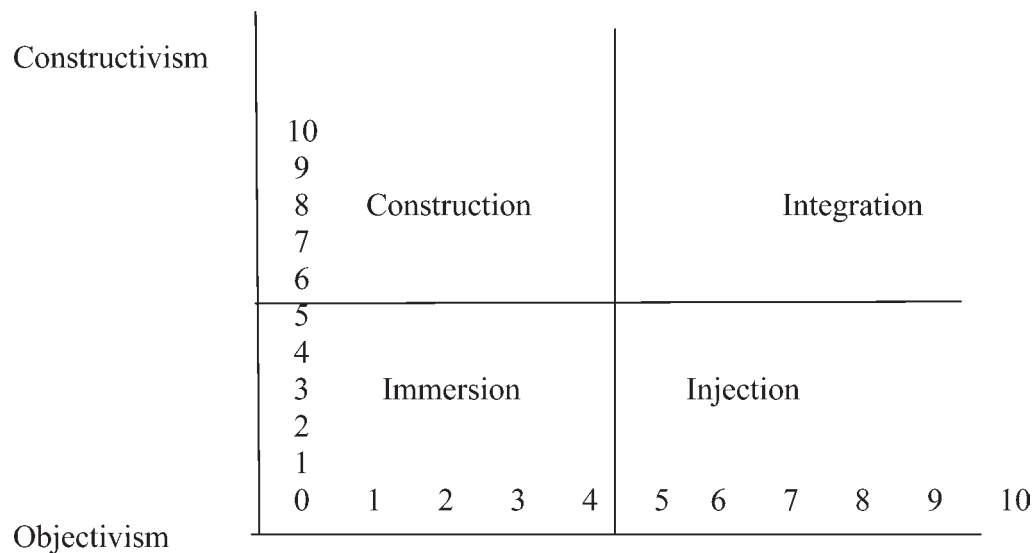 Constructivism
10
9
8 Construction Integration
7
6
5
4
3 Immersion Injection
2
1
0 1 2 3 4 5 6 7 8 9 10
Objectivism